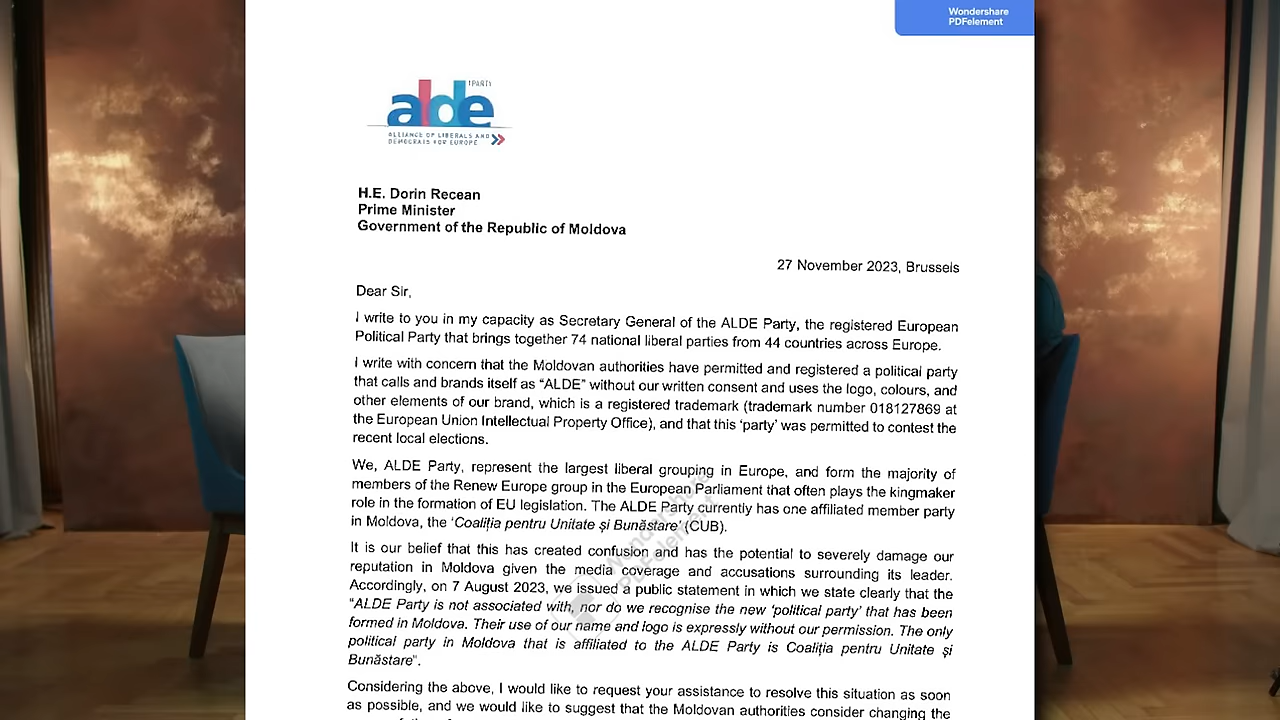 Wondershare
PDFelement
PARTY
alde
ALLIANCE OF LIBERALS AND
DEMOCRATS FOR EUROPE
H.E. Dorin Recean
Prime Minister
Government of the Republic of Moldova
27 November 2023, Brussels
Dear Sir,
I write to you in my capacity as Secretary General of the ALDE Party, the registered European
Political Party that brings together 74 national liberal parties from 44 countries across Europe.
I write with concern that the Moldovan authorities have permitted and registered a political party
that calls and brands itself as “ALDE” without our written consent and uses the logo, colours, and
other elements of our brand, which is a registered trademark (trademark number 018127869 at
the European Union Intellectual Property Office), and that this ‘party’ was permitted to contest the
recent local elections.
We, ALDE Party, represent the largest liberal grouping in Europe, and form the majority of
members of the Renew Europe group in the European Parliament that often plays the kingmaker
role in the formation of EU legislation. The ALDE Party currently has one affiliated member party
in Moldova, the ‘Coaliția pentru Unitate și Bunăstare’ (CUB).
It is our belief that this has created confusion and has the potential to severely damage our
reputation in Moldova given the media coverage and accusations surrounding its leader.
Accordingly, on 7 August 2023, we issued a public statement in which we state clearly that the
“ALDE Party is not associated with, nor do we recognise the new ‘political party’ that has been
formed in Moldova. Their use of our name and logo is expressly without our permission. The only
political party in Moldova that is affiliated to the ALDE Party is Coaliția pentru Unitate și
Bunăstare”.
Considering the above, I would like to request your assistance to resolve this situation as soon
as possible, and we would like to suggest that the Moldovan authorities consider changing the
Wondershare
PDFelement